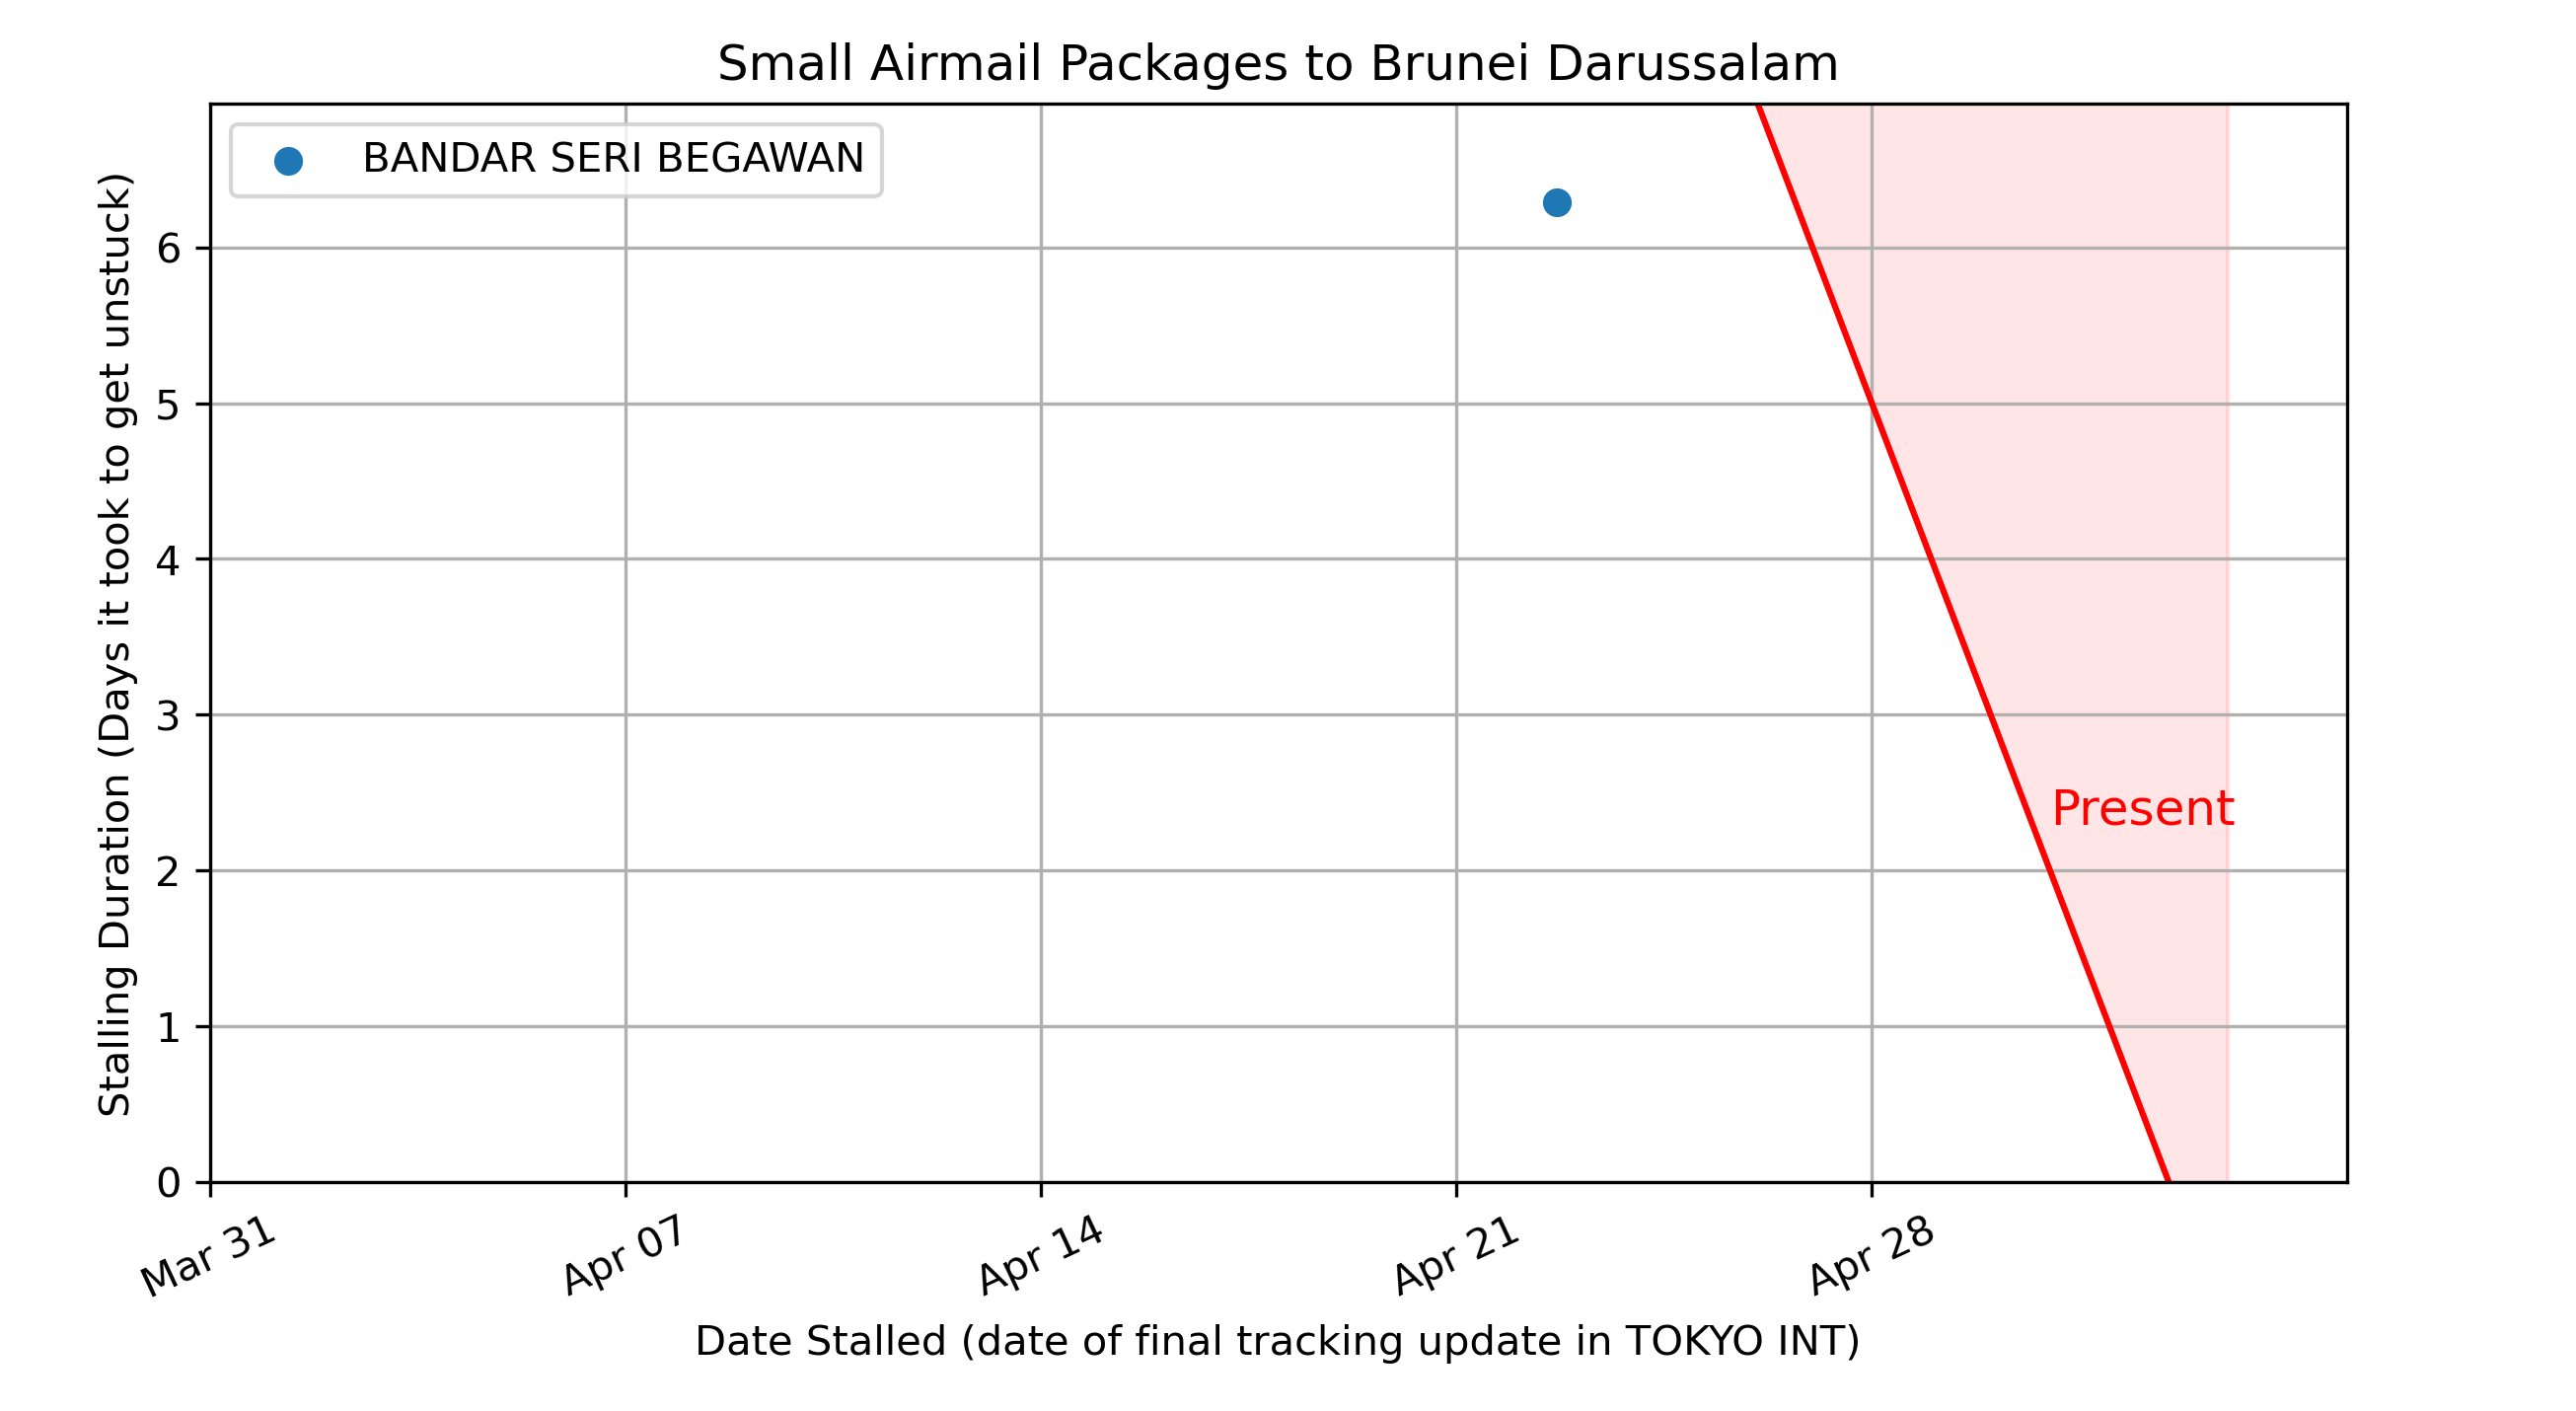 Small Airmail Packages to Brunei Darussalam
BANDAR SERI BEGAWAN
Stalling Duration (Days it took to get unstuck)
6
5
4
3
2
1
0
Present
Mar 31
Apr 07
Apr 14
Apr 21
Apr 28
Date Stalled (date of final tracking update in TOKYO INT)